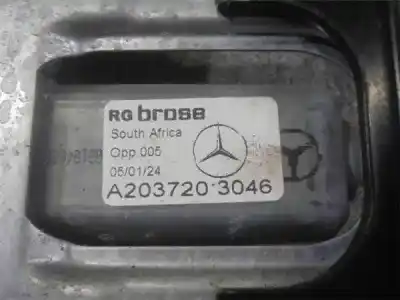 RG brose
South Africa
Opp 005
05/01/24
A203720 3046